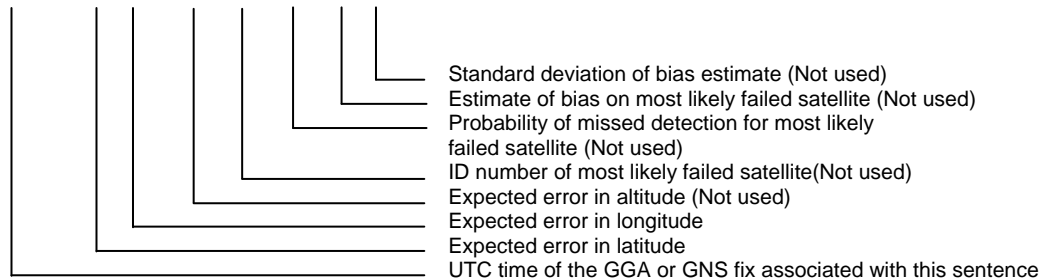 Standard deviation of bias estimate (Not used)
Estimate of bias on most likely failed satellite (Not used)
Probability of missed detection for most likely
failed satellite (Not used)
ID number of most likely failed satellite(Not used)
Expected error in altitude (Not used)
Expected error in longitude
Expected error in latitude
UTC time of the GGA or GNS fix associated with this sentence